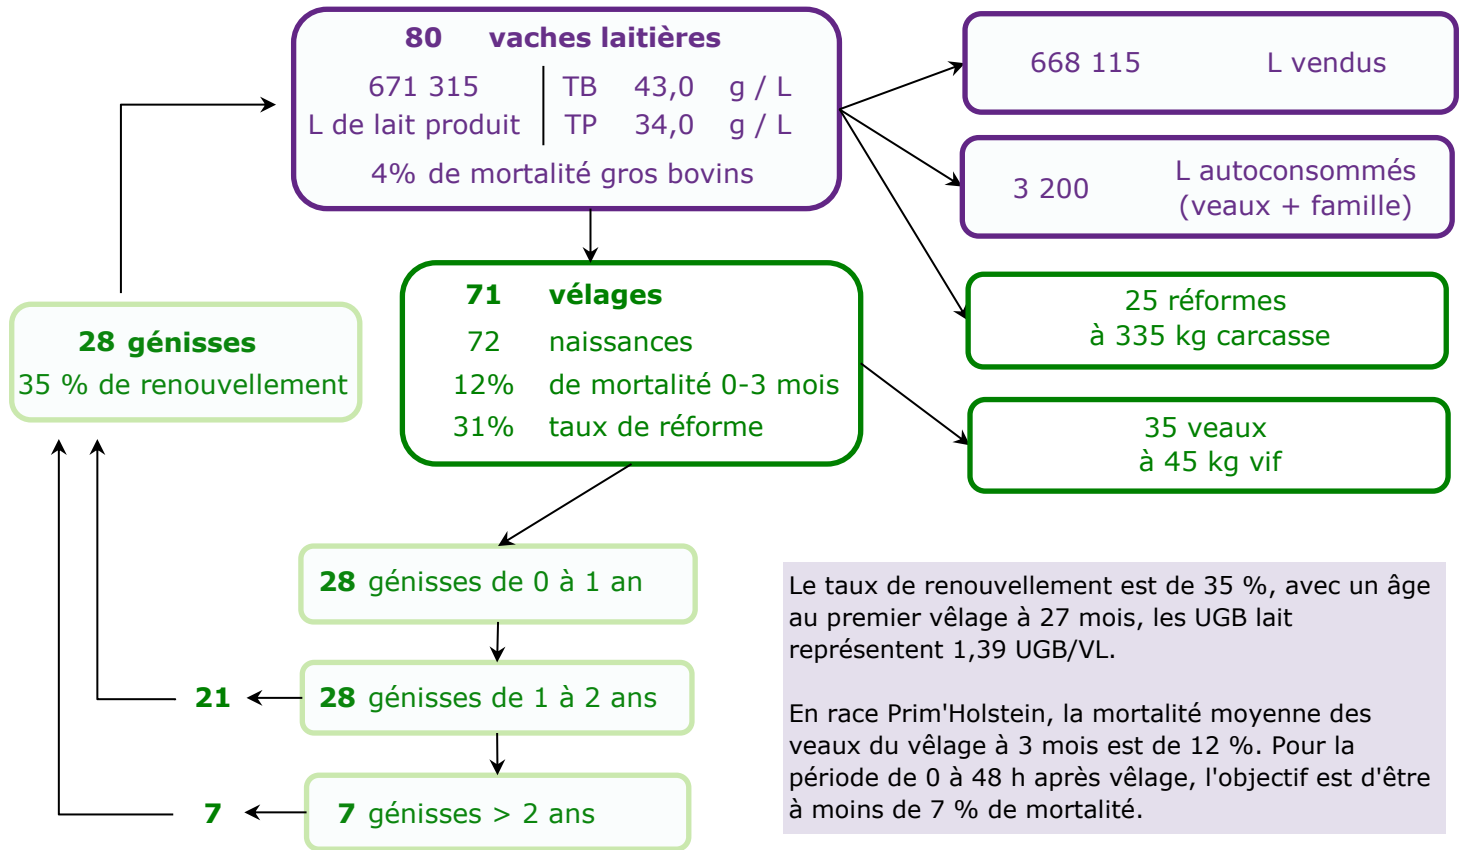 80 vaches laitières
671 315
L de lait produit
TB 43,0 g / L
TP 34,0 g / L
4% de mortalité gros bovins
668 115 L vendus
3 200
L autoconsommés
(veaux + famille)
71 vélages
72 naissances
12% de mortalité 0-3 mois
31% taux de réforme
25 réformes
à 335 kg carcasse
28 génisses
35 % de renouvellement
35 veaux
à 45 kg vif
28 génisses de 0 à 1 an
21
28 génisses de 1 à 2 ans
7
7 génisses > 2 ans
Le taux de renouvellement est de 35 %, avec un âge
au premier vêlage à 27 mois, les UGB lait
représentent 1,39 UGB/VL.
En race Prim'Holstein, la mortalité moyenne des
veaux du vêlage à 3 mois est de 12 %. Pour la
période de 0 à 48 h après vêlage, l'objectif est d'être
à moins de 7 % de mortalité.